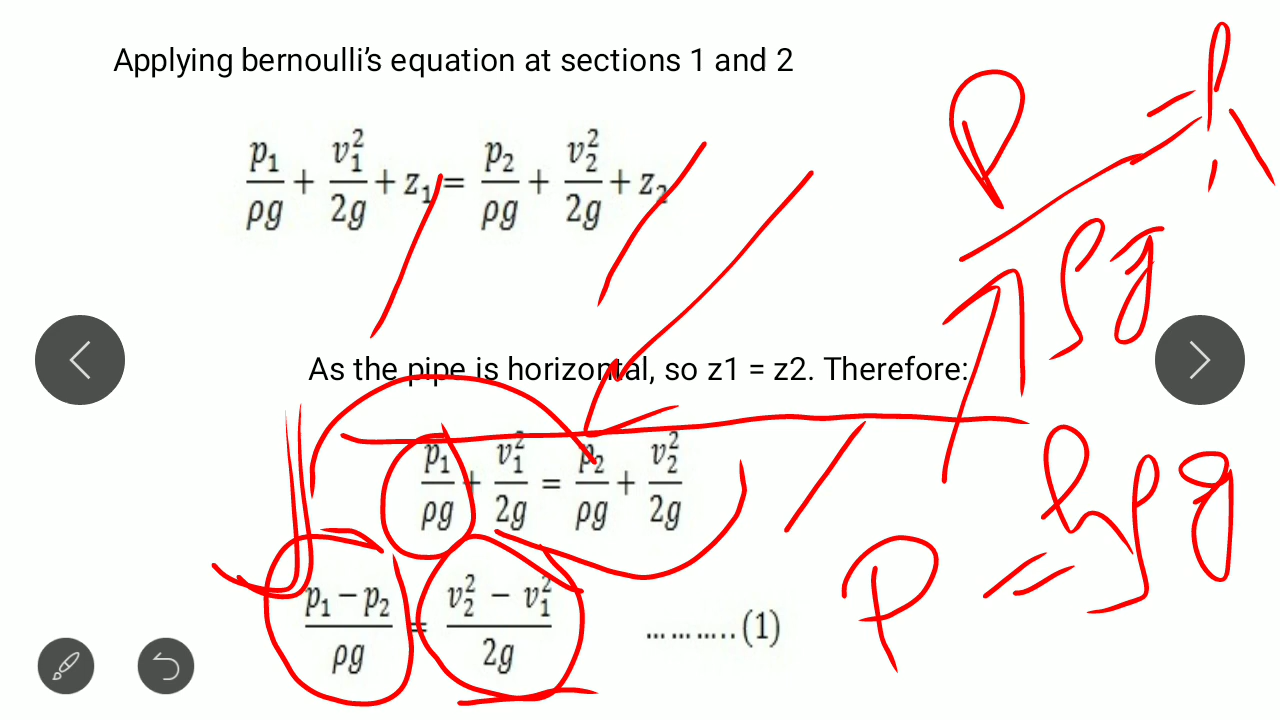 Applying bernoulli's equation at sections 1 and 2
p₁/ρg + v₁²/2g + z₁ = p₂/ρg + v₂²/2g + z₂
As the pipe is horizontal, so z1 = z2. Therefore:
p₁/ρg + v₁²/2g = p₂/ρg + v₂²/2g
(p₁ − p₂)/ρg = (v₂² − v₁²)/2g ........... (1)
P/ρg = h
P = hρg